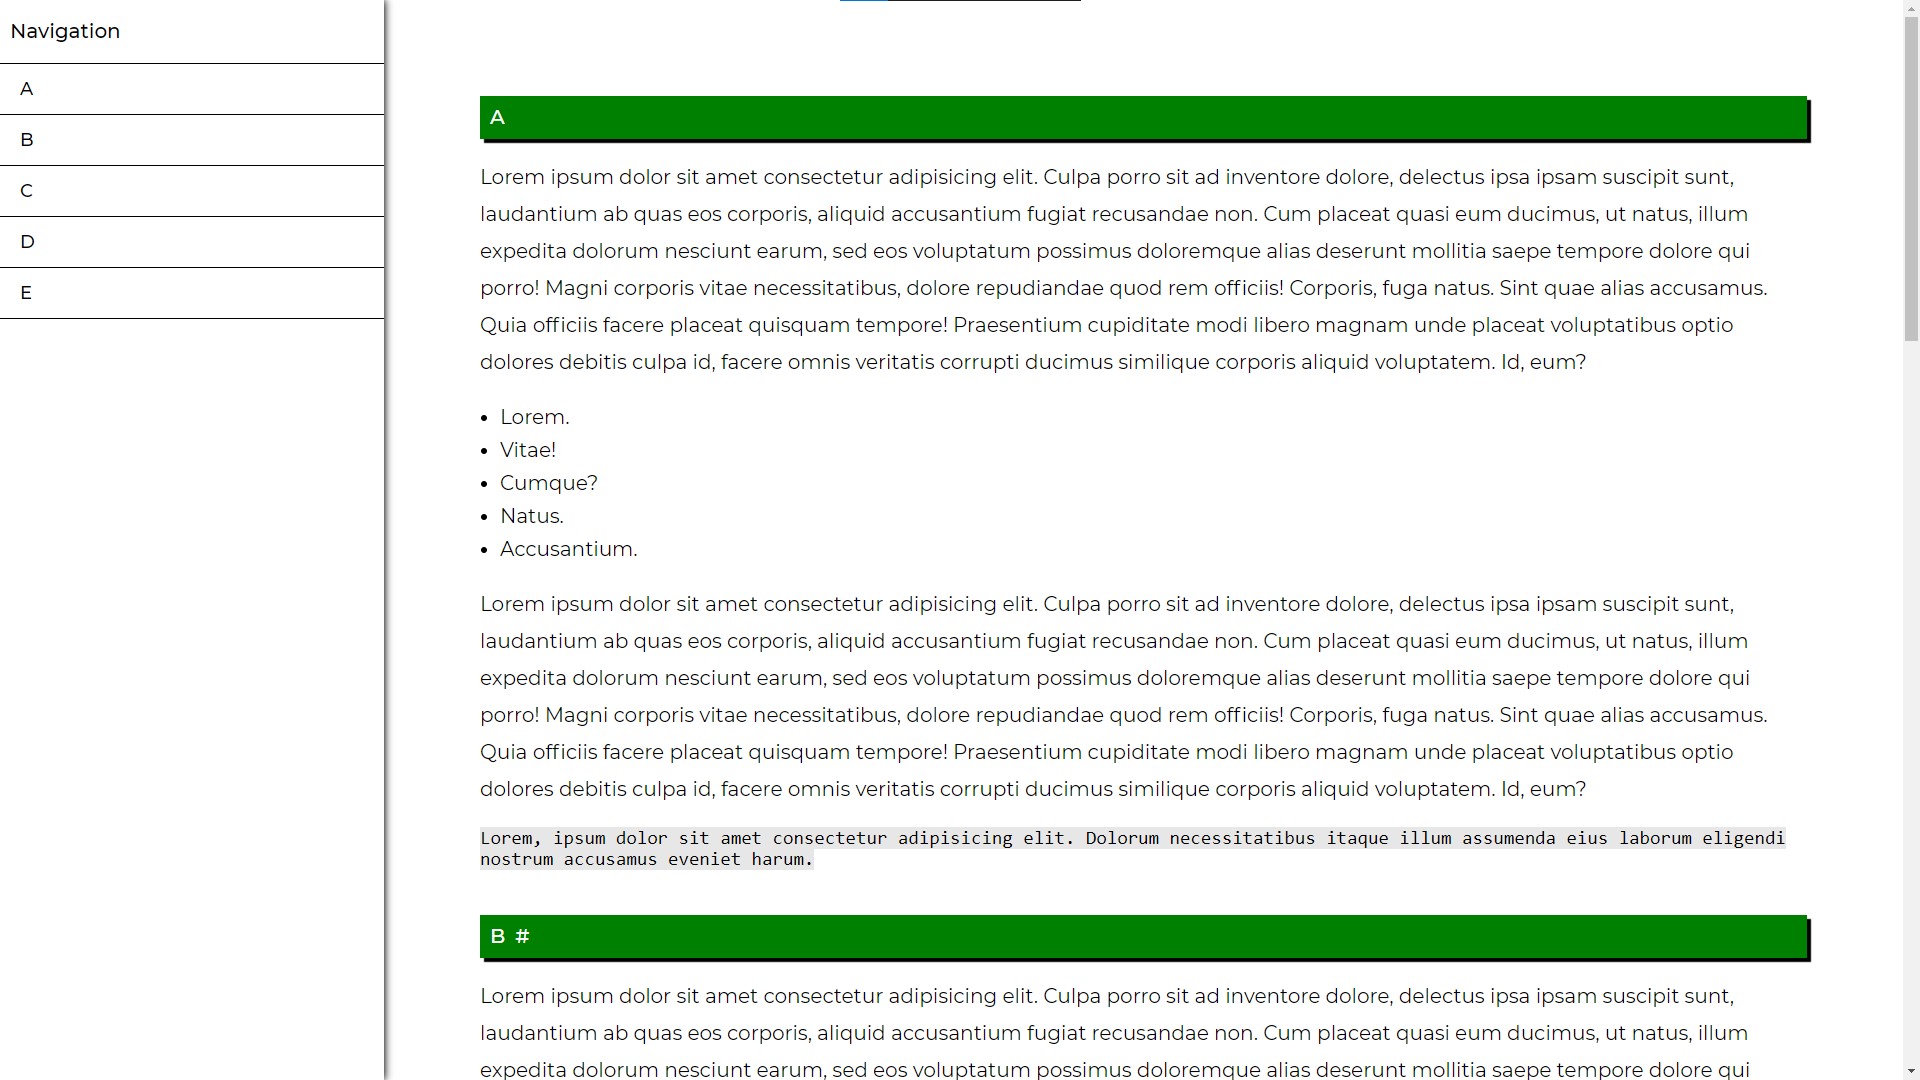 Navigation
A
B
C
D
E
A
Lorem ipsum dolor sit amet consectetur adipisicing elit. Culpa porro sit ad inventore dolore, delectus ipsa ipsam suscipit sunt,
laudantium ab quas eos corporis, aliquid accusantium fugiat recusandae non. Cum placeat quasi eum ducimus, ut natus, illum
expedita dolorum nesciunt earum, sed eos voluptatum possimus doloremque alias deserunt mollitia saepe tempore dolore qui
porro! Magni corporis vitae necessitatibus, dolore repudiandae quod rem officiis! Corporis, fuga natus. Sint quae alias accusamus.
Quia officiis facere placeat quisquam tempore! Praesentium cupiditate modi libero magnam unde placeat voluptatibus optio
dolores debitis culpa id, facere omnis veritatis corrupti ducimus similique corporis aliquid voluptatem. Id, eum?
• Lorem.
• Vitae!
• Cumque?
• Natus.
• Accusantium.
Lorem ipsum dolor sit amet consectetur adipisicing elit. Culpa porro sit ad inventore dolore, delectus ipsa ipsam suscipit sunt,
laudantium ab quas eos corporis, aliquid accusantium fugiat recusandae non. Cum placeat quasi eum ducimus, ut natus, illum
expedita dolorum nesciunt earum, sed eos voluptatum possimus doloremque alias deserunt mollitia saepe tempore dolore qui
porro! Magni corporis vitae necessitatibus, dolore repudiandae quod rem officiis! Corporis, fuga natus. Sint quae alias accusamus.
Quia officiis facere placeat quisquam tempore! Praesentium cupiditate modi libero magnam unde placeat voluptatibus optio
dolores debitis culpa id, facere omnis veritatis corrupti ducimus similique corporis aliquid voluptatem. Id, eum?
Lorem, ipsum dolor sit amet consectetur adipisicing elit. Dolorum necessitatibus itaque illum assumenda eius laborum eligendi
nostrum accusamus eveniet harum.
B #
Lorem ipsum dolor sit amet consectetur adipisicing elit. Culpa porro sit ad inventore dolore, delectus ipsa ipsam suscipit sunt,
laudantium ab quas eos corporis, aliquid accusantium fugiat recusandae non. Cum placeat quasi eum ducimus, ut natus, illum
expedita dolorum nesciunt earum, sed eos voluptatum possimus doloremque alias deserunt mollitia saepe tempore dolore qui